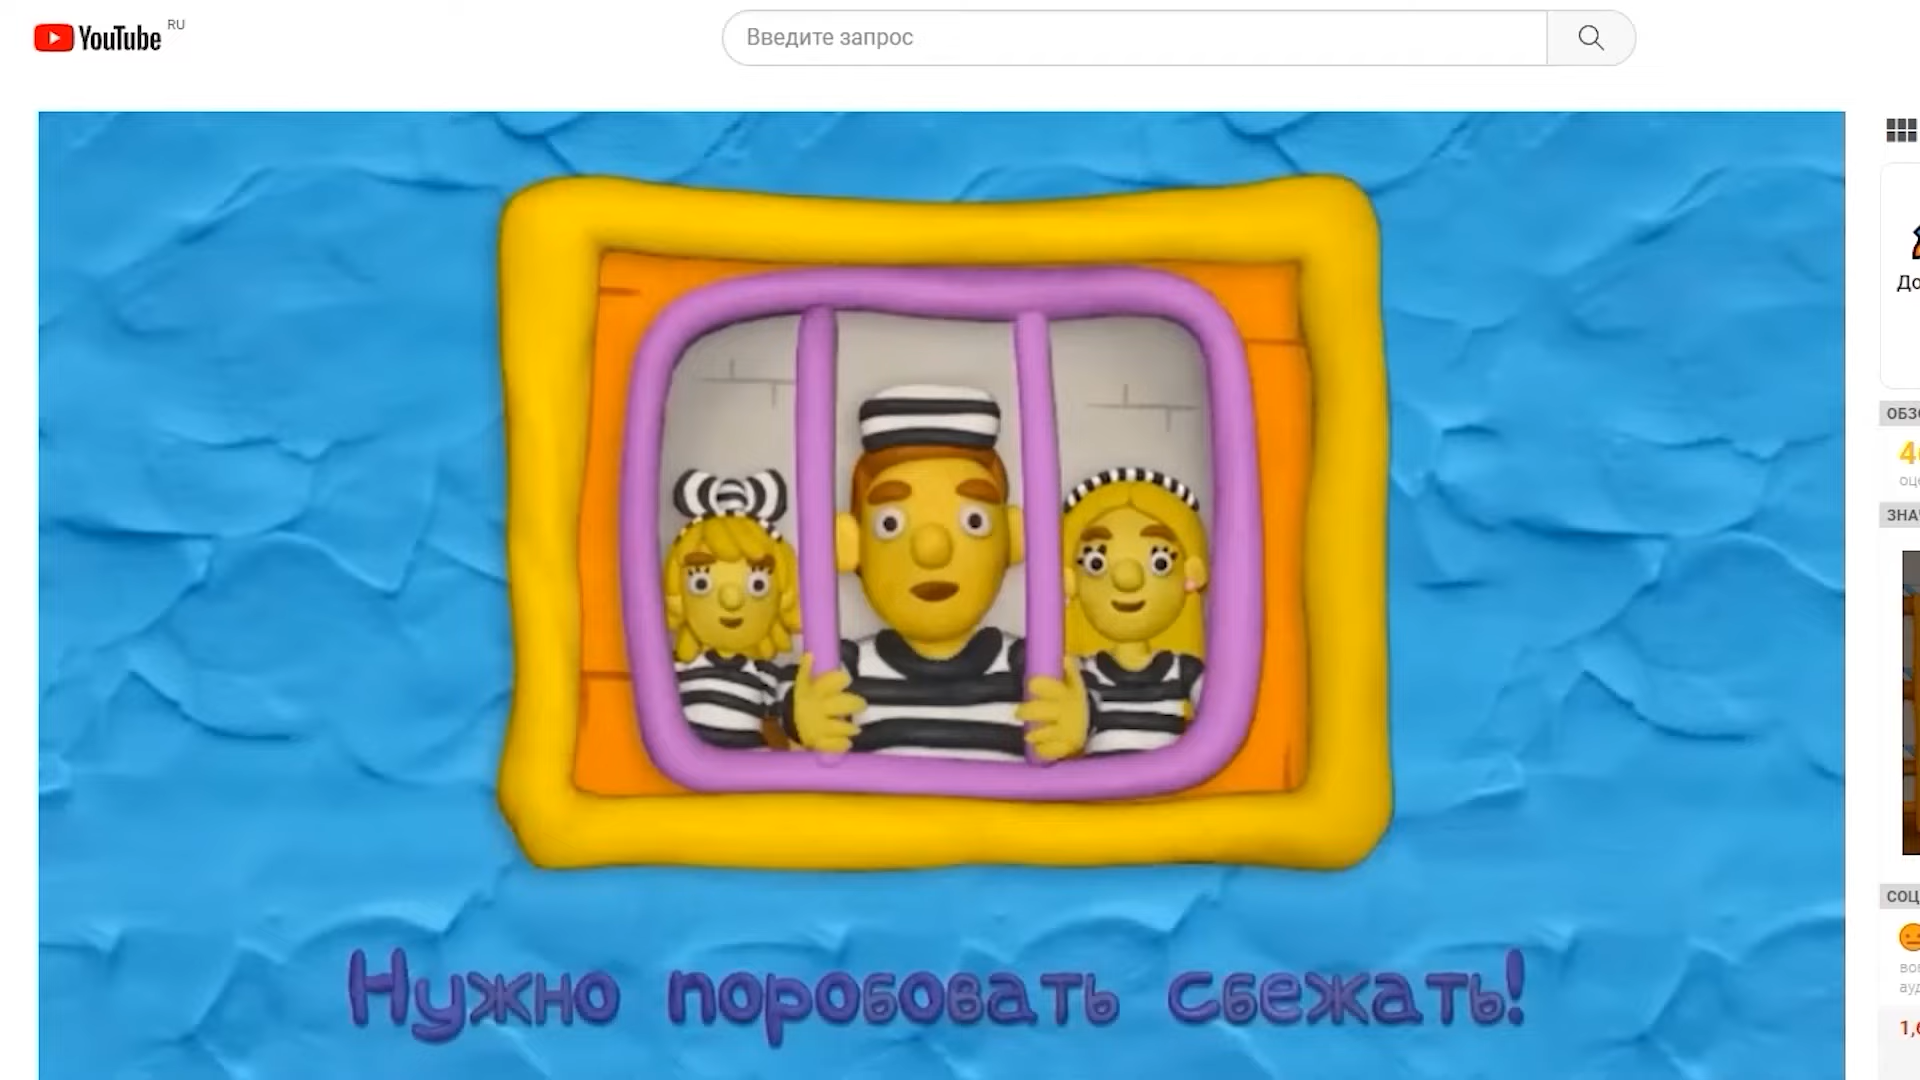 YouTube RU
Введите запрос
Нужно поробовать сбежать!